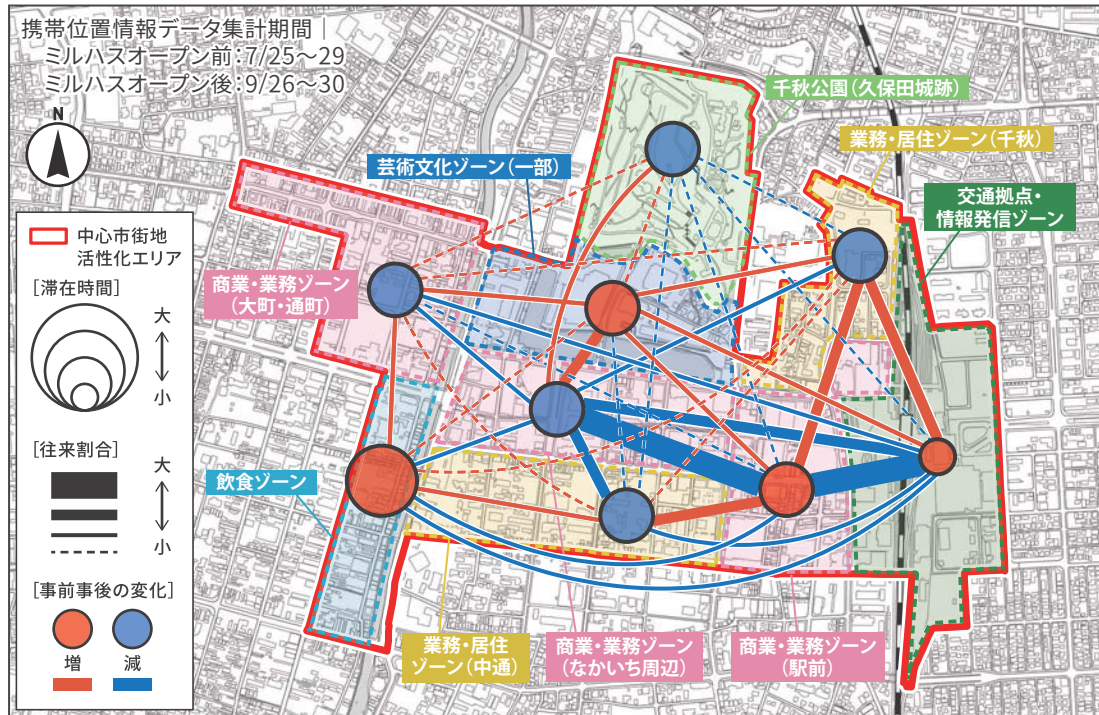 携帯位置情報データ集計期間｜
ミルハスオープン前：7/25〜29
ミルハスオープン後：9/26〜30
N
千秋公園（久保田城跡）
業務・居住ゾーン（千秋）
芸術文化ゾーン（一部）
交通拠点・
情報発信ゾーン
商業・業務ゾーン
（大町・通町）
中心市街地
活性化エリア
［滞在時間］
大
小
［往来割合］
大
小
［事前事後の変化］
増
減
飲食ゾーン
業務・居住
ゾーン（中通）
商業・業務ゾーン
（なかいち周辺）
商業・業務ゾーン
（駅前）